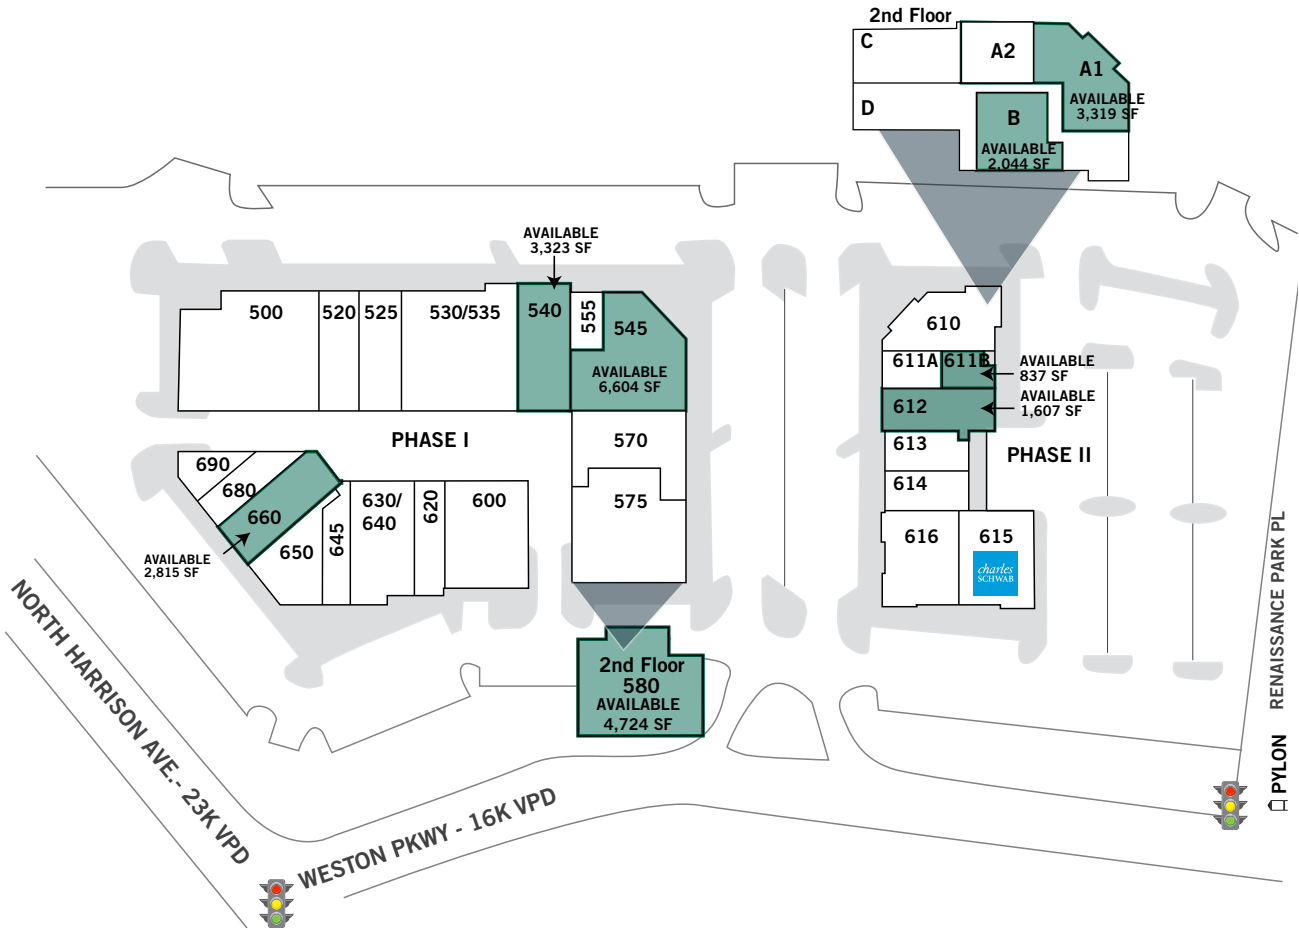 2nd Floor
C
A2
A1
AVAILABLE
3,319 SF
D
B
AVAILABLE
2,044 SF
AVAILABLE
3,323 SF
500
520
525
530/535
540
555
545
AVAILABLE
6,604 SF
610
611A
611B
AVAILABLE
837 SF
612
AVAILABLE
1,607 SF
613
PHASE II
614
616
615
charles
SCHWAB
PHASE I
570
575
690
680
660
AVAILABLE
2,815 SF
650
645
630/
640
620
600
2nd Floor
580
AVAILABLE
4,724 SF
NORTH HARRISON AVE.- 23K VPD
WESTON PKWY - 16K VPD
RENAISSANCE PARK PL
PYLON